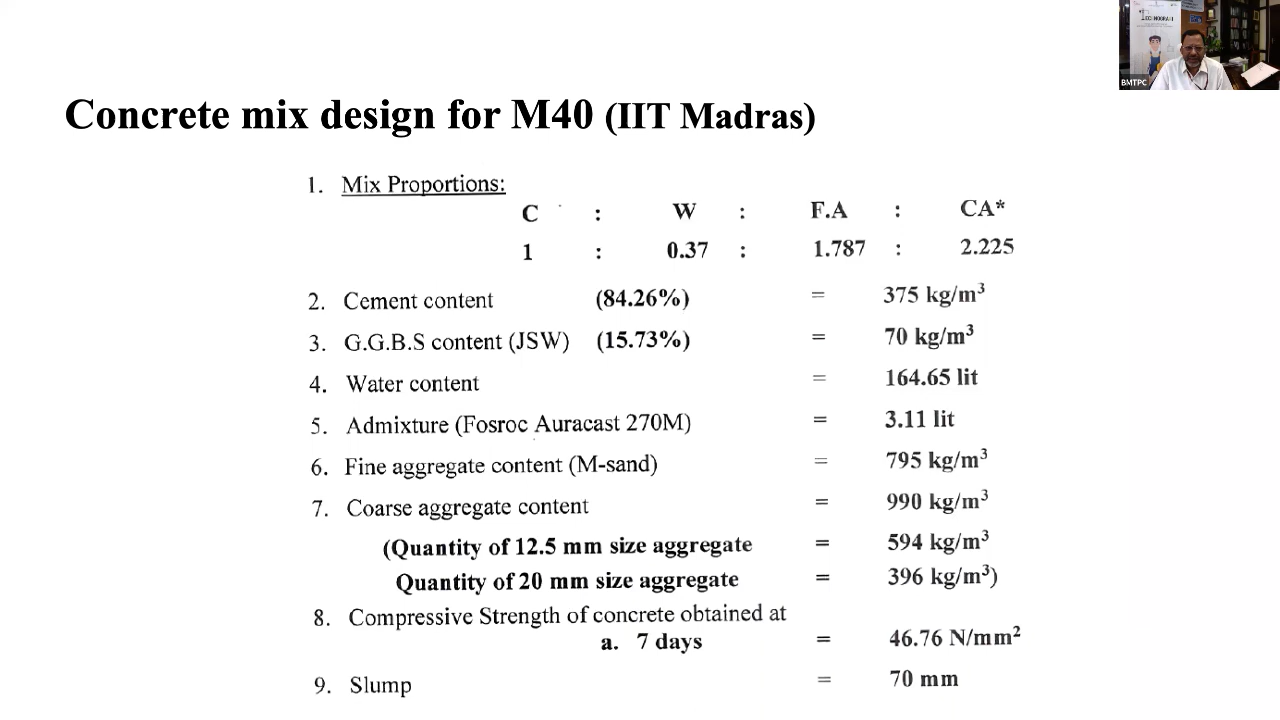 BMTPC
Concrete mix design for M40 (IIT Madras)
1. Mix Proportions:
C : W : F.A : CA*
1 : 0.37 : 1.787 : 2.225
2. Cement content (84.26%) = 375 kg/m³
3. G.G.B.S content (JSW) (15.73%) = 70 kg/m³
4. Water content = 164.65 lit
5. Admixture (Fosroc Auracast 270M) = 3.11 lit
6. Fine aggregate content (M-sand) = 795 kg/m³
7. Coarse aggregate content = 990 kg/m³
(Quantity of 12.5 mm size aggregate = 594 kg/m³
Quantity of 20 mm size aggregate = 396 kg/m³)
8. Compressive Strength of concrete obtained at
a. 7 days = 46.76 N/mm²
9. Slump = 70 mm